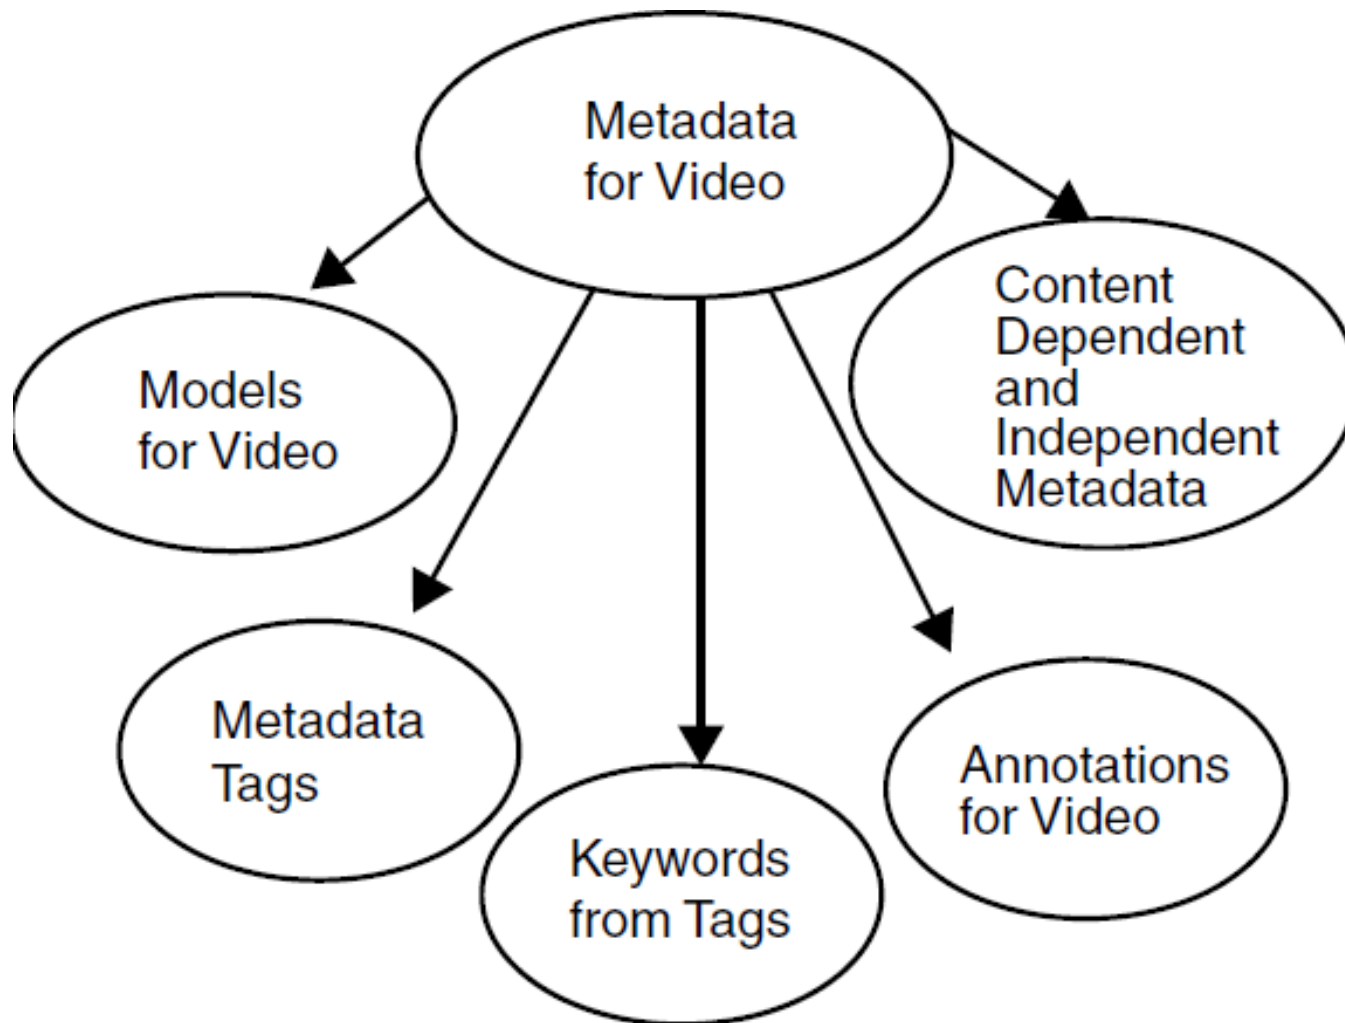 Metadata
for Video
Models
for Video
Content
Dependent
and
Independent
Metadata
Metadata
Tags
Keywords
from Tags
Annotations
for Video